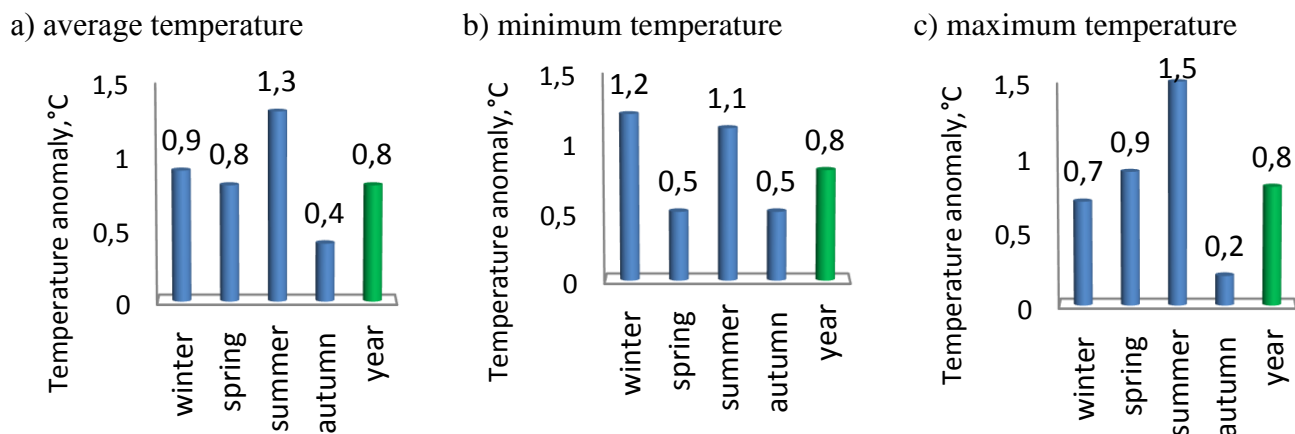 a) average temperature
Temperature anomaly,°C
1,5
1
0,5
0
0,9
0,8
1,3
0,4
0,8
winter
spring
summer
autumn
year
b) minimum temperature
Temperature anomaly,°C
1,5
1
0,5
0
1,2
0,5
1,1
0,5
0,8
winter
spring
summer
autumn
year
c) maximum temperature
Temperature anomaly,°C
1,5
1
0,5
0
0,7
0,9
1,5
0,2
0,8
winter
spring
summer
autumn
year